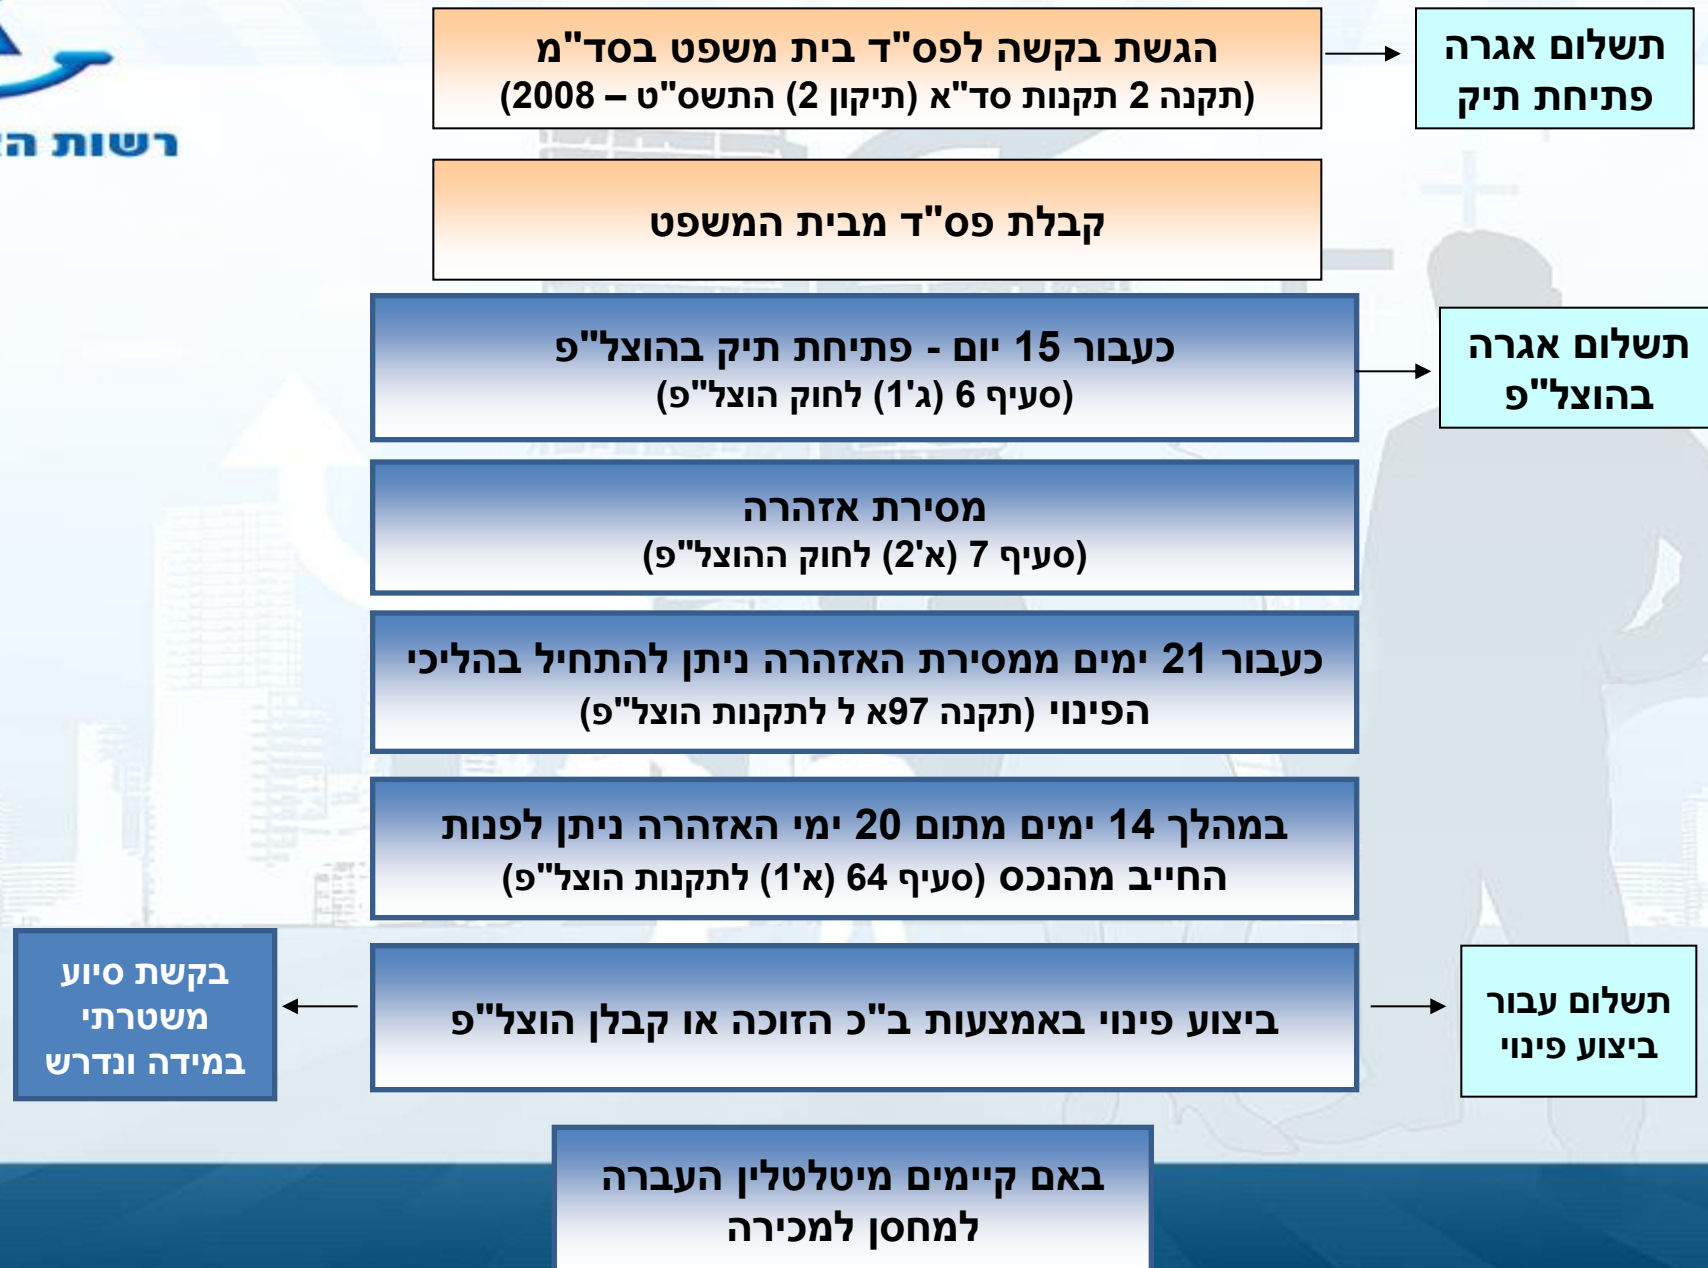 רשות
הגשת בקשה לפס"ד בית משפט בסד"מ
(תקנה 2 תקנות סד"א (תיקון 2) התשס"ט – 2008)
תשלום אגרה
פתיחת תיק
קבלת פס"ד מבית המשפט
כעבור 15 יום - פתיחת תיק בהוצל"פ
(סעיף 6 (ג'1) לחוק הוצל"פ)
תשלום אגרה
בהוצל"פ
מסירת אזהרה
(סעיף 7 (א'2) לחוק ההוצל"פ)
כעבור 21 ימים ממסירת האזהרה ניתן להתחיל בהליכי
הפינוי (תקנה 97א ל לתקנות הוצל"פ)
במהלך 14 ימים מתום 20 ימי האזהרה ניתן לפנות
החייב מהנכס (סעיף 64 (א'1) לתקנות הוצל"פ)
ביצוע פינוי באמצעות ב"כ הזוכה או קבלן הוצל"פ
תשלום עבור
ביצוע פינוי
בקשת סיוע
משטרתי
במידה ונדרש
באם קיימים מיטלטלין העברה
למחסן למכירה